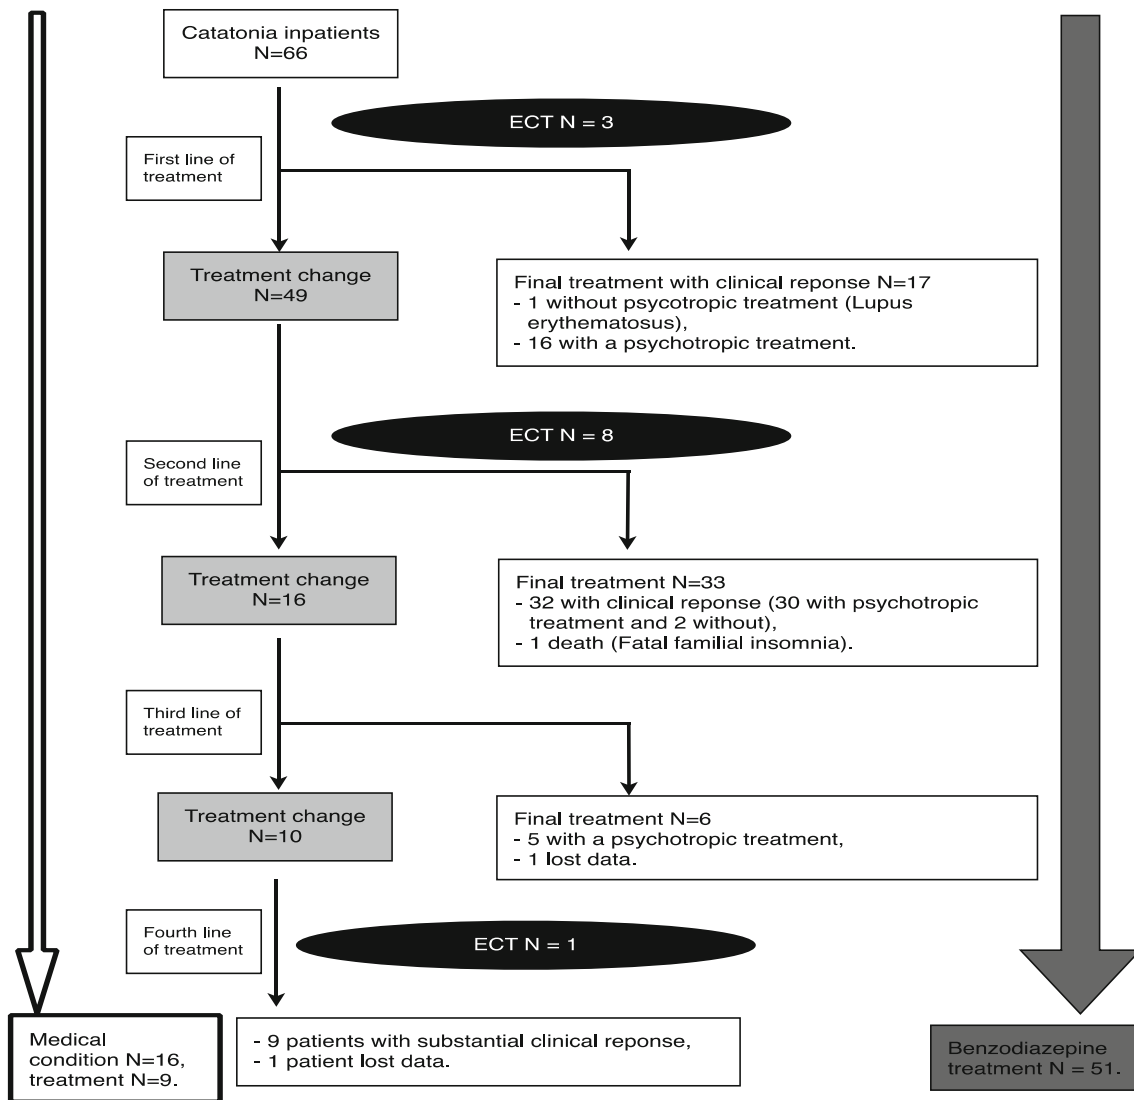 Catatonia inpatients
N=66
ECT N = 3
First line of
treatment
Treatment change
N=49
Final treatment with clinical reponse N=17
- 1 without psycotropic treatment (Lupus
erythematosus),
- 16 with a psychotropic treatment.
ECT N = 8
Second line
of treatment
Treatment change
N=16
Final treatment N=33
- 32 with clinical reponse (30 with psychotropic
treatment and 2 without),
- 1 death (Fatal familial insomnia).
Third line of
treatment
Treatment change
N=10
Final treatment N=6
- 5 with a psychotropic treatment,
- 1 lost data.
Fourth line
of treatment
ECT N = 1
Medical
condition N=16,
treatment N=9.
- 9 patients with substantial clinical reponse,
- 1 patient lost data.
Benzodiazepine
treatment N = 51.